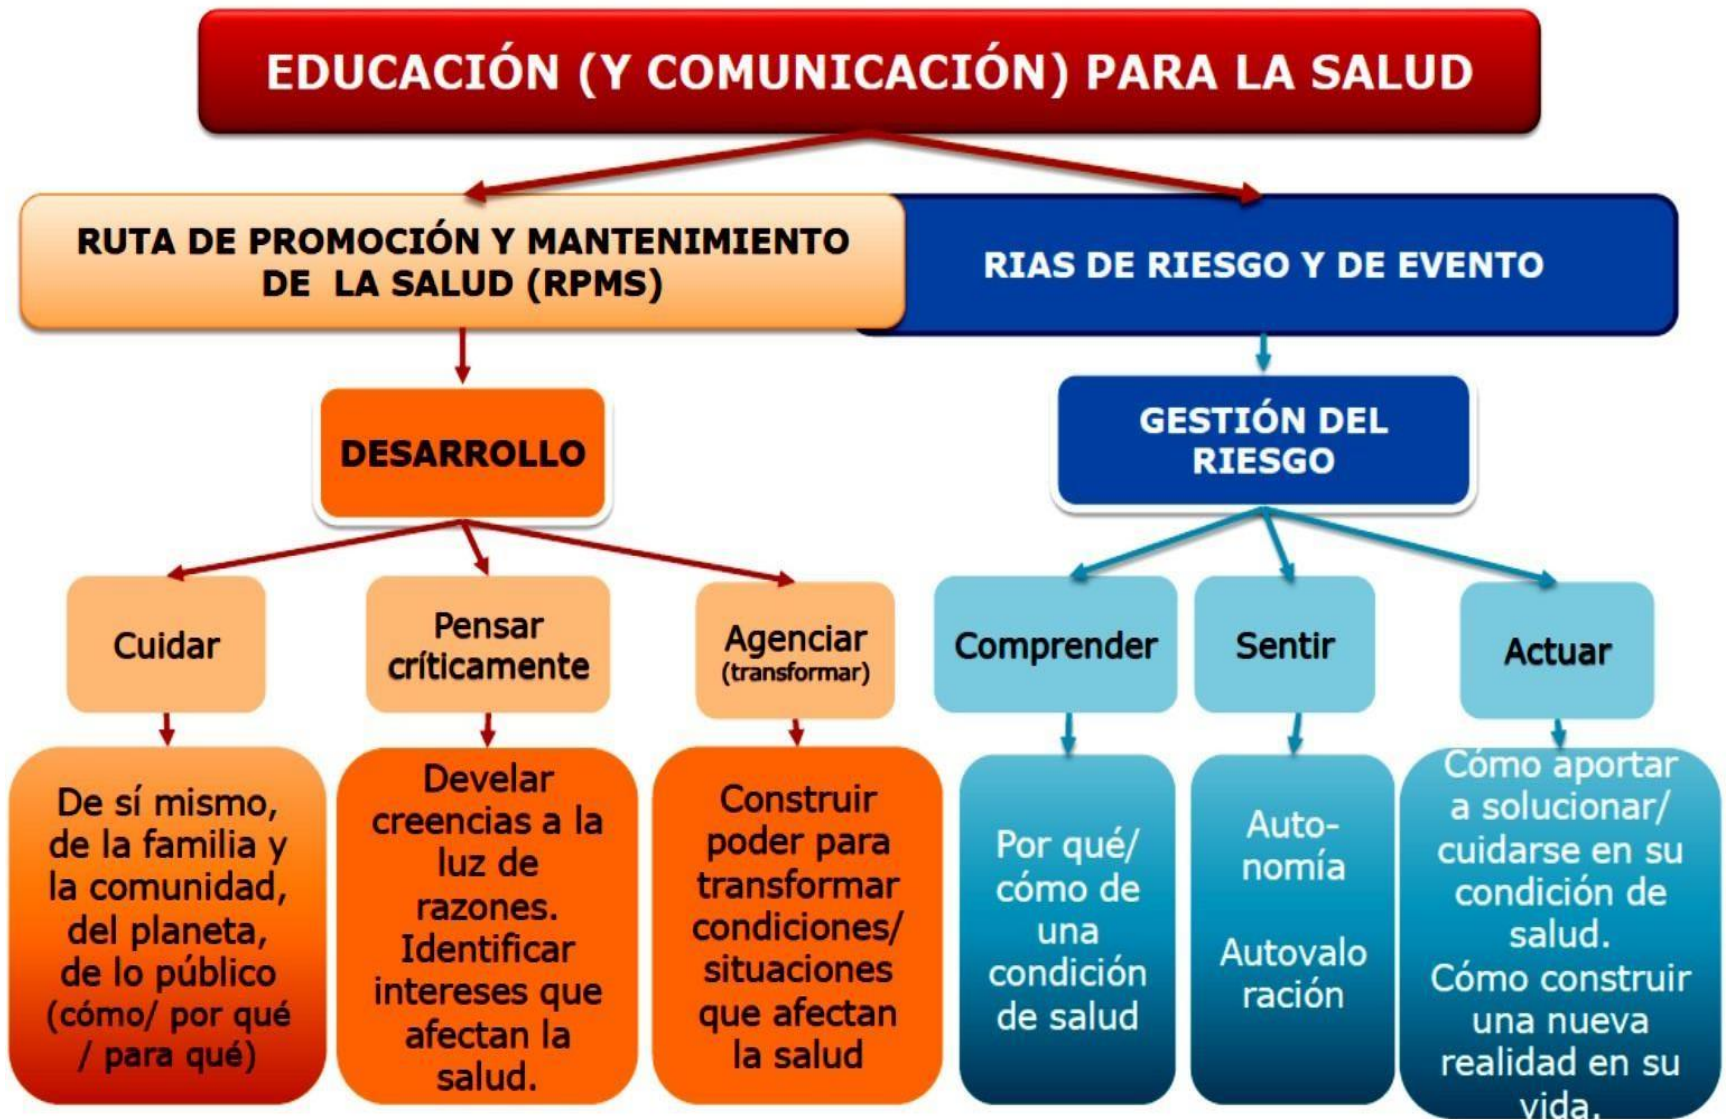 EDUCACIÓN (Y COMUNICACIÓN) PARA LA SALUD
RUTA DE PROMOCIÓN Y MANTENIMIENTO
DE LA SALUD (RPMS)
RIAS DE RIESGO Y DE EVENTO
DESARROLLO
GESTIÓN DEL
RIESGO
Cuidar
Pensar
críticamente
Agenciar
(transformar)
Comprender
Sentir
Actuar
De sí mismo,
de la familia y
la comunidad,
del planeta,
de lo público
(cómo/ por qué
/ para qué)
Develar
creencias a la
luz de
razones.
Identificar
intereses que
afectan la
salud.
Construir
poder para
transformar
condiciones/
situaciones
que afectan
la salud
Por qué/
cómo de
una
condición
de salud
Auto-
nomía
Autovalo
ración
Cómo aportar
a solucionar/
cuidarse en su
condición de
salud.
Cómo construir
una nueva
realidad en su
vida.